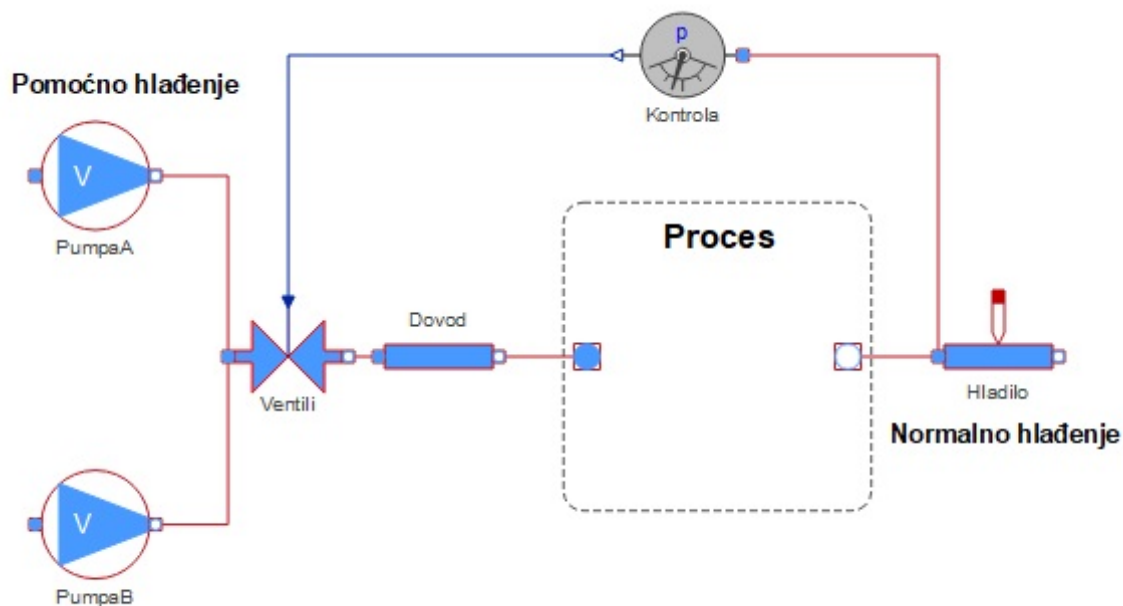 p
Kontrola
Pomoćno hlađenje
V
PumpaA
Proces
Dovod
Ventili
Hladilo
Normalno hlađenje
V
PumpaB